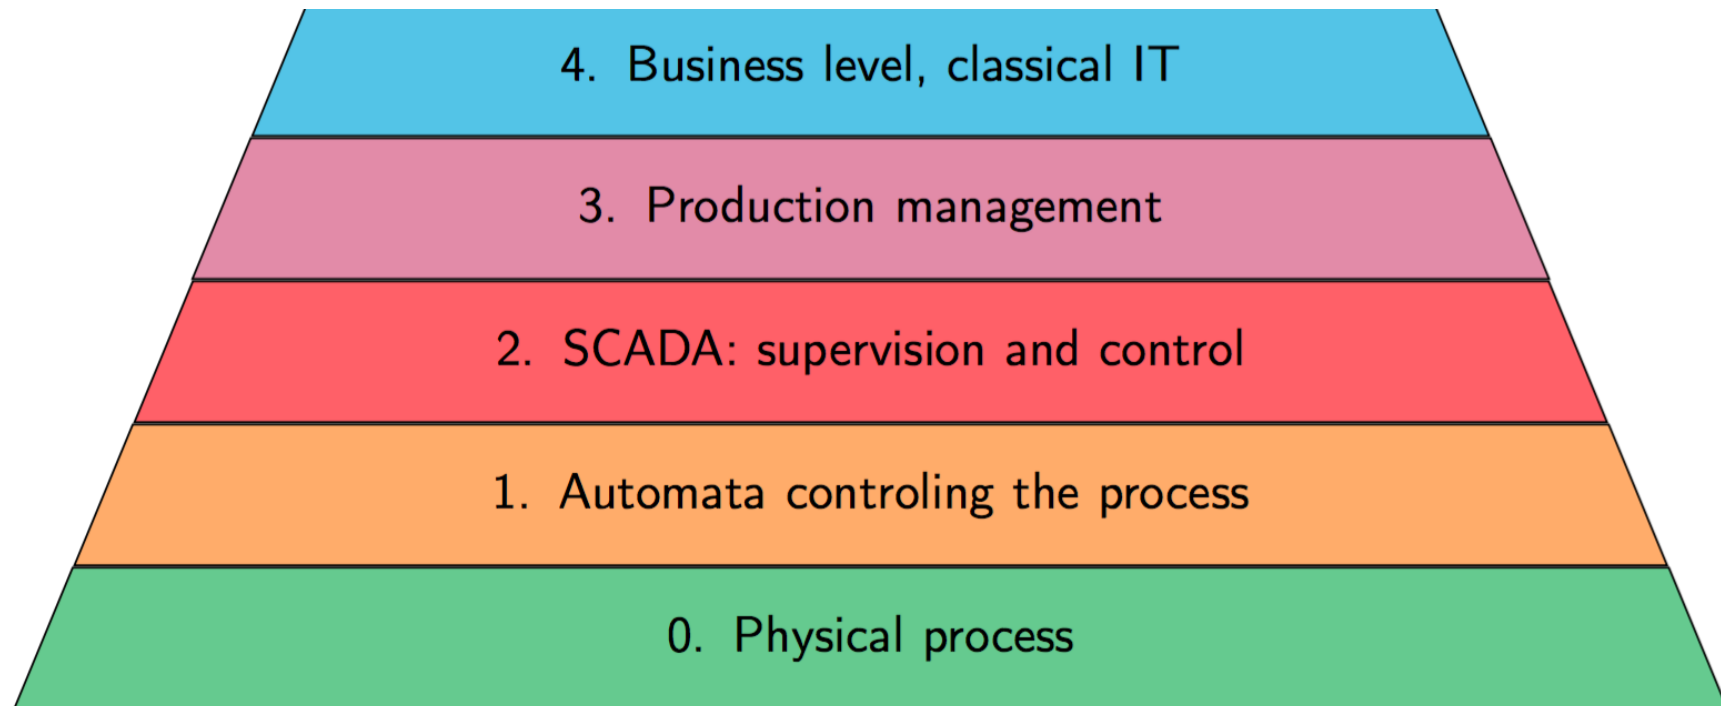 4. Business level, classical IT
3. Production management
2. SCADA: supervision and control
1. Automata controling the process
0. Physical process